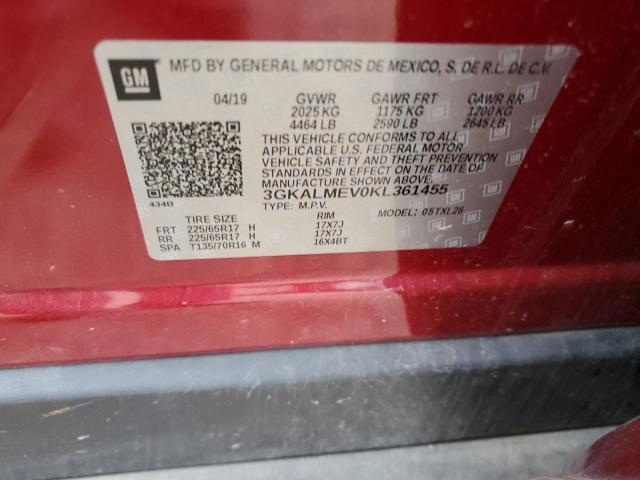 GM
MFD BY GENERAL MOTORS DE MEXICO, S. DE R.L. DE C.V.
04/19 GVWR GAWR FRT GAWR RR
2025 KG 1175 KG 1200 KG
4464 LB 2590 LB 2645 LB
THIS VEHICLE CONFORMS TO ALL
APPLICABLE U.S. FEDERAL MOTOR
VEHICLE SAFETY AND THEFT PREVENTION
STANDARDS IN EFFECT ON THE DATE OF
MANUFACTURE SHOWN ABOVE.
434B 3GKALMEV0KL361455
TYPE: M.P.V. MODEL: 05TXL26
TIRE SIZE RIM
FRT 225/65R17 H 17X7J
RR 225/65R17 H 17X7J
SPA T135/70R16 M 16X4BT